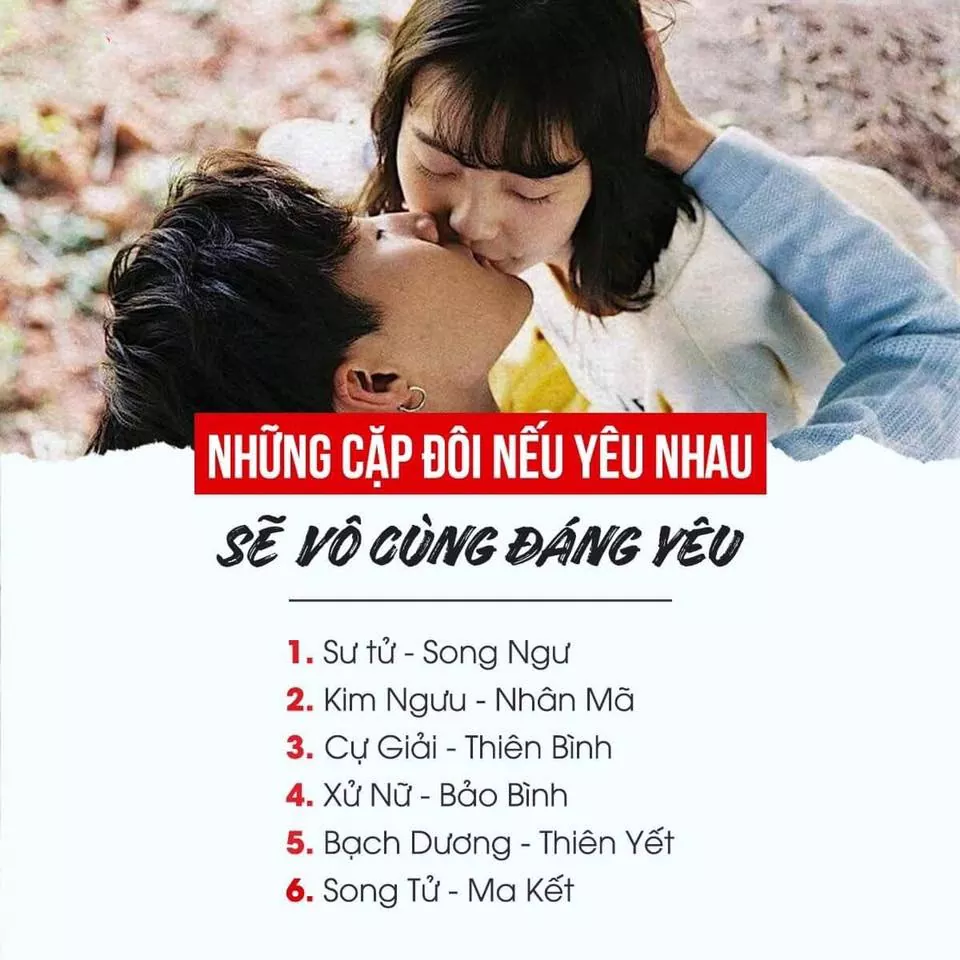 NHỮNG CẶP ĐÔI NẾU YÊU NHAU
SẼ VÔ CÙNG ĐÁNG YÊU
1. Sư tử - Song Ngư
2. Kim Ngưu - Nhân Mã
3. Cự Giải - Thiên Bình
4. Xử Nữ - Bảo Bình
5. Bạch Dương - Thiên Yết
6. Song Tử - Ma Kết